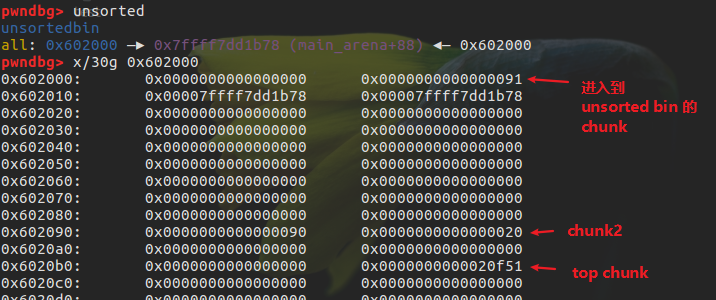 pwndbg> unsorted
unsortedbin
all: 0x602000 —▸ 0x7ffff7dd1b78 (main_arena+88) ◂— 0x602000
pwndbg> x/30g 0x602000
0x602000: 0x0000000000000000 0x0000000000000091
0x602010: 0x00007ffff7dd1b78 0x00007ffff7dd1b78
0x602020: 0x0000000000000000 0x0000000000000000
0x602030: 0x0000000000000000 0x0000000000000000
0x602040: 0x0000000000000000 0x0000000000000000
0x602050: 0x0000000000000000 0x0000000000000000
0x602060: 0x0000000000000000 0x0000000000000000
0x602070: 0x0000000000000000 0x0000000000000000
0x602080: 0x0000000000000000 0x0000000000000000
0x602090: 0x0000000000000090 0x0000000000000020
0x6020a0: 0x0000000000000000 0x0000000000000000
0x6020b0: 0x0000000000000000 0x0000000000020f51
0x6020c0: 0x0000000000000000 0x0000000000000000
进入到
unsorted bin 的
chunk
chunk2
top chunk